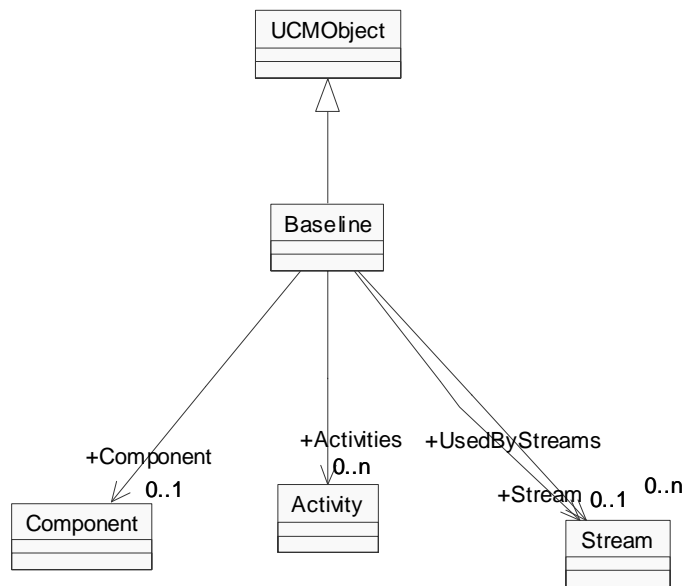 UCMObject
Baseline
+Activities
+UsedByStreams
+Component
0..n
0..1
+Stream
0..1
0..n
Component
Activity
Stream